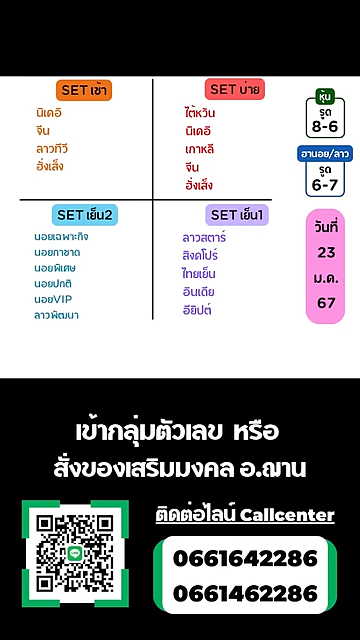 SET เช้า
นิเคอิ
จีน
ลาวทีวี
ฮั่งเส็ง
SET บ่าย
ไต้หวัน
นิเคอิ
เกาหลี
จีน
ฮั่งเส็ง
หุ้น
รูด
8-6
ฮานอย/ลาว
รูด
6-7
SET เย็น2
นอยเฉพาะกิจ
นอยกาชาด
นอยพิเศษ
นอยปกติ
นอยVIP
ลาวพัฒนา
SET เย็น1
ลาวสตาร์
สิงคโปร์
ไทยเย็น
อินเดีย
อียิปต์
วันที่
23
ม.ค.
67
เข้ากลุ่มตัวเลข หรือ
สั่งของเสริมมงคล อ.ฌาน
ติดต่อไลน์ Callcenter
0661642286
0661462286